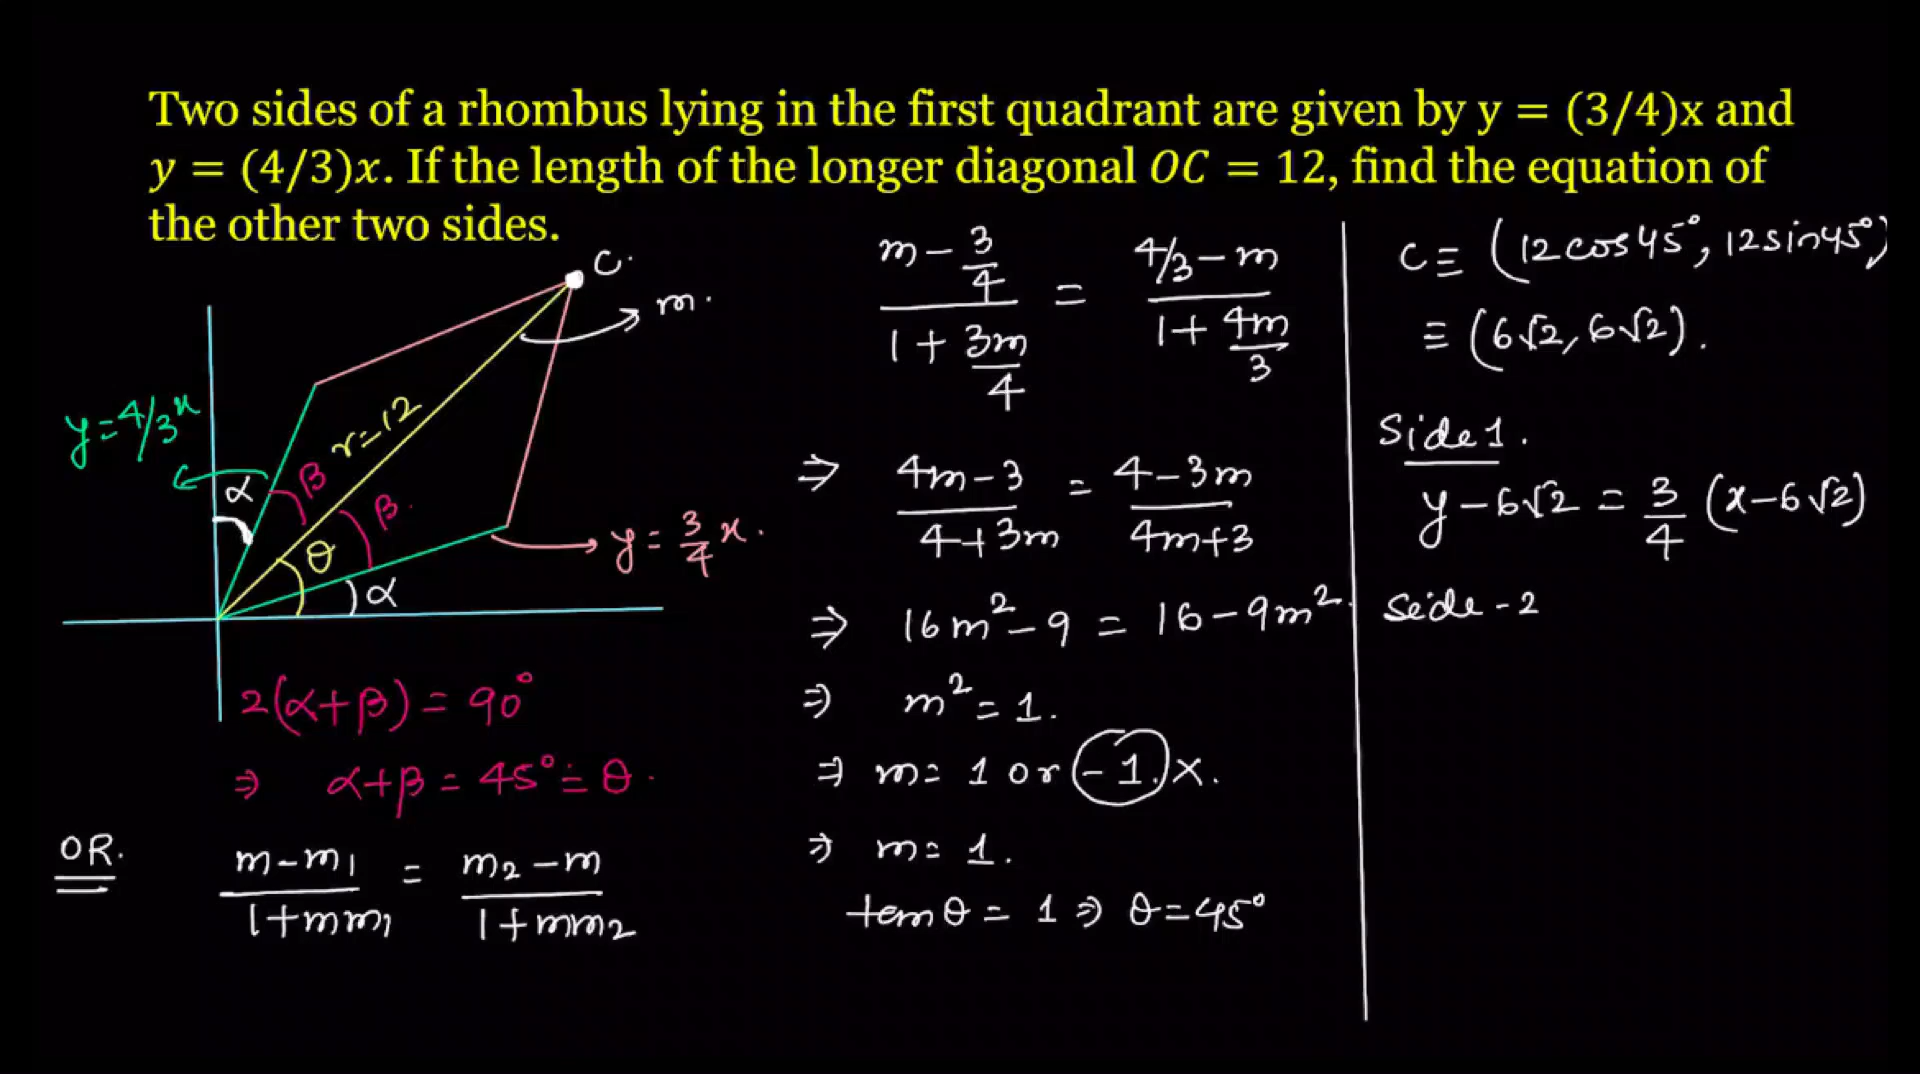 Two sides of a rhombus lying in the first quadrant are given by y = (3/4)x and
y = (4/3)x. If the length of the longer diagonal OC = 12, find the equation of
the other two sides.
C.
m.
y = 4/3 x
r = 12
α
β
β.
θ
α
y = 3/4 x.
2(α+β) = 90°
⇒ α+β = 45° = θ.
OR.
(m - m1)/(1 + mm1) = (m2 - m)/(1 + mm2)
(m - 3/4)/(1 + 3m/4) = (4/3 - m)/(1 + 4m/3)
⇒ (4m - 3)/(4 + 3m) = (4 - 3m)/(4m + 3)
⇒ 16m² - 9 = 16 - 9m².
⇒ m² = 1.
⇒ m = 1 or -1. x.
⇒ m = 1.
tan θ = 1 ⇒ θ = 45°
C ≡ (12cos45°, 12sin45°)
≡ (6√2, 6√2).
Side 1.
y - 6√2 = 3/4 (x - 6√2)
Seide - 2